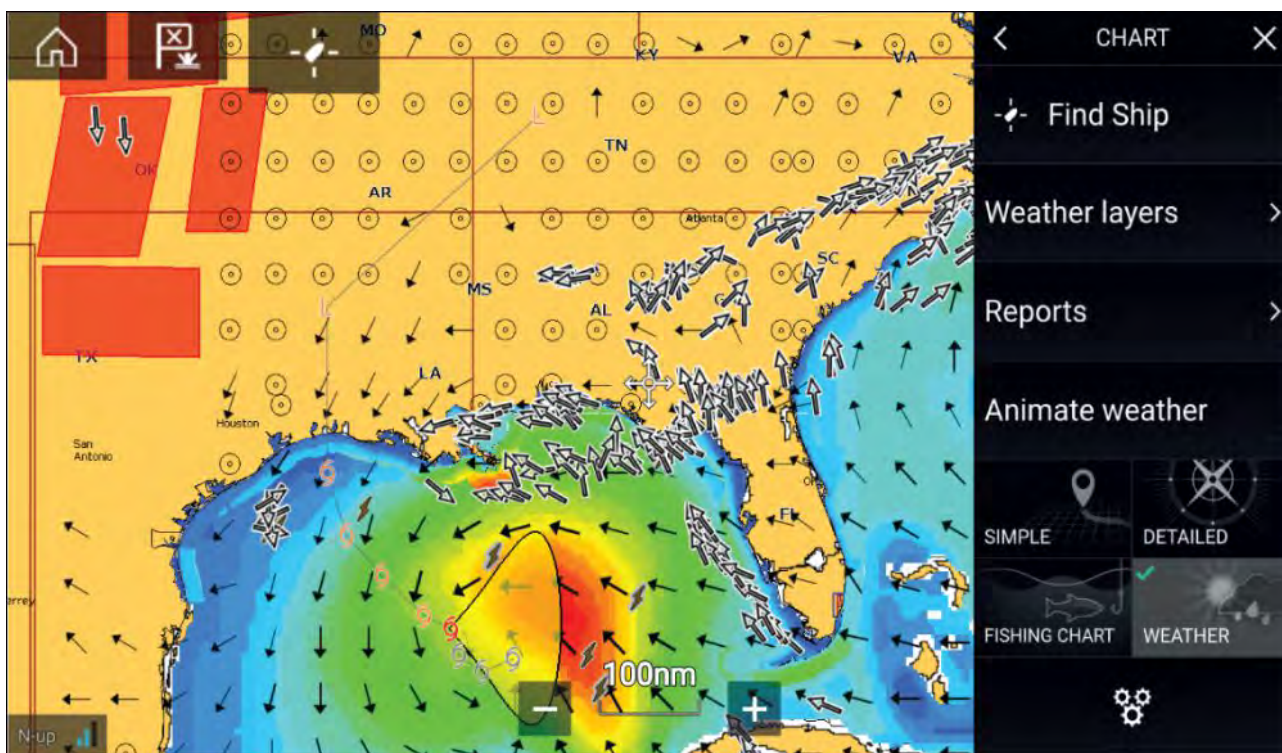 CHART
Find Ship
Weather layers
Reports
Animate weather
SIMPLE
DETAILED
FISHING CHART
WEATHER
MO
KY
VA
OK
TN
AR
Atlanta
SC
MS
AL
G
TX
LA
Houston
San
Antonio
FL
errey
100nm
N-up
L
L